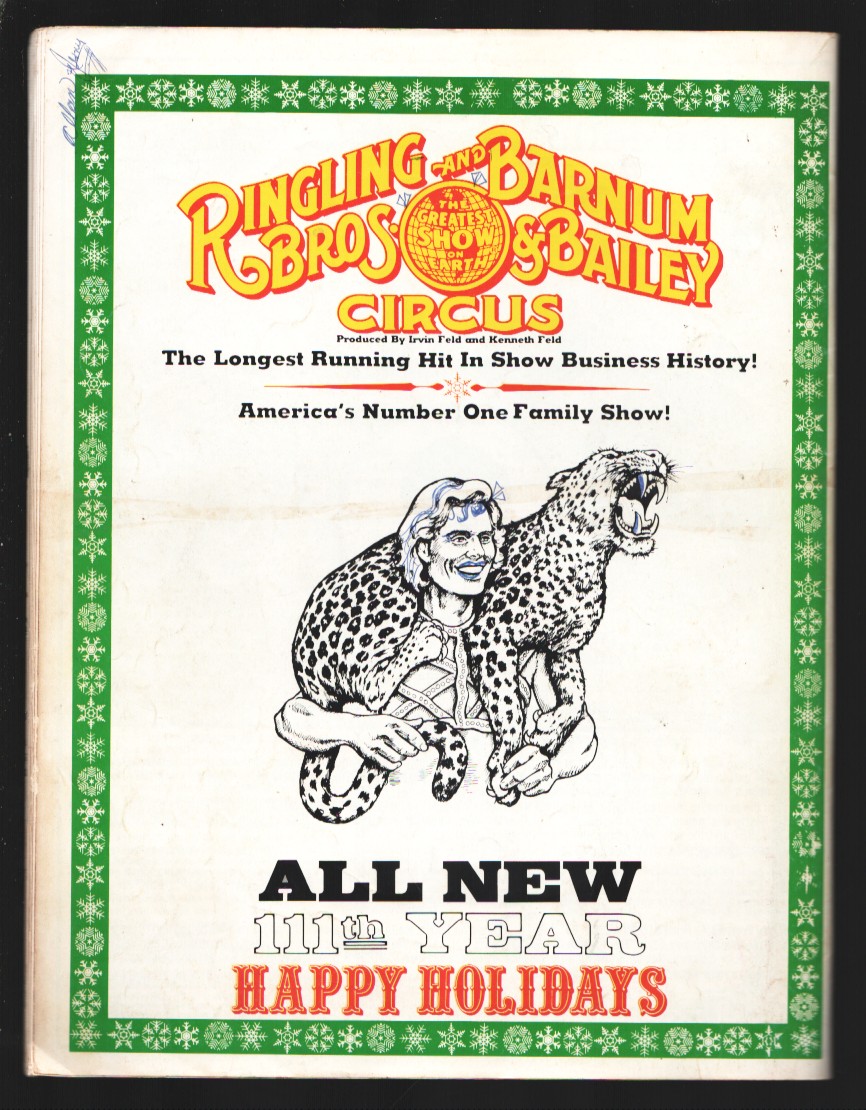 RINGLING AND BARNUM
BROS. & BAILEY
THE
GREATEST
SHOW
ON
EARTH
CIRCUS
Produced By Irvin Feld and Kenneth Feld
The Longest Running Hit In Show Business History!
America's Number One Family Show!
ALL NEW
111th YEAR
HAPPY HOLIDAYS